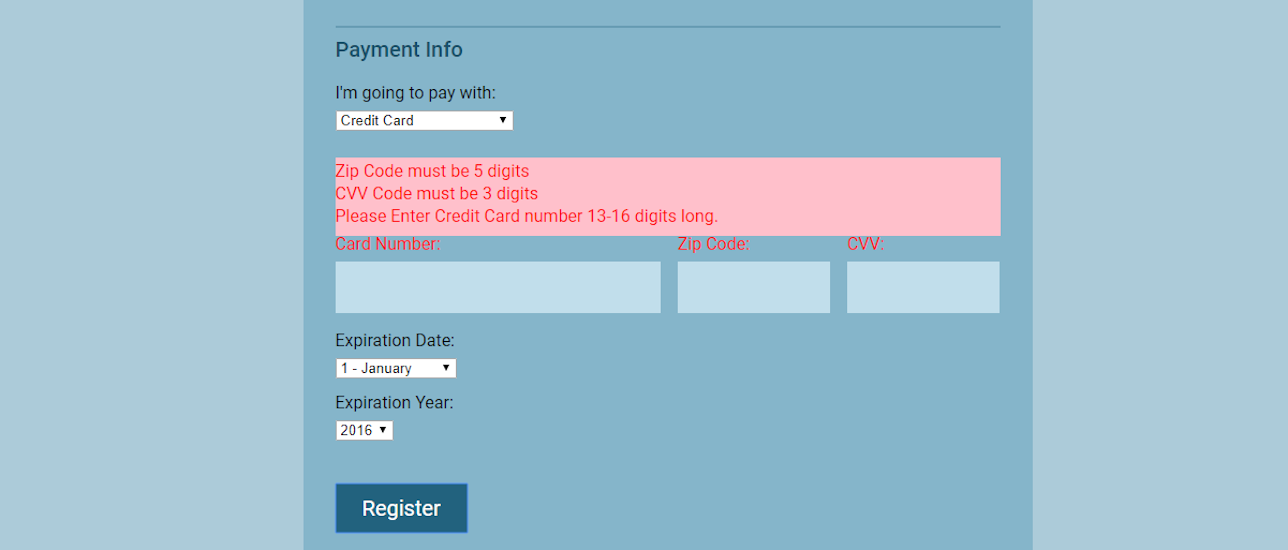 Payment Info
I'm going to pay with:
Credit Card
Zip Code must be 5 digits
CVV Code must be 3 digits
Please Enter Credit Card number 13-16 digits long.
Card Number: Zip Code: CVV:
Expiration Date:
1 - January
Expiration Year:
2016
Register